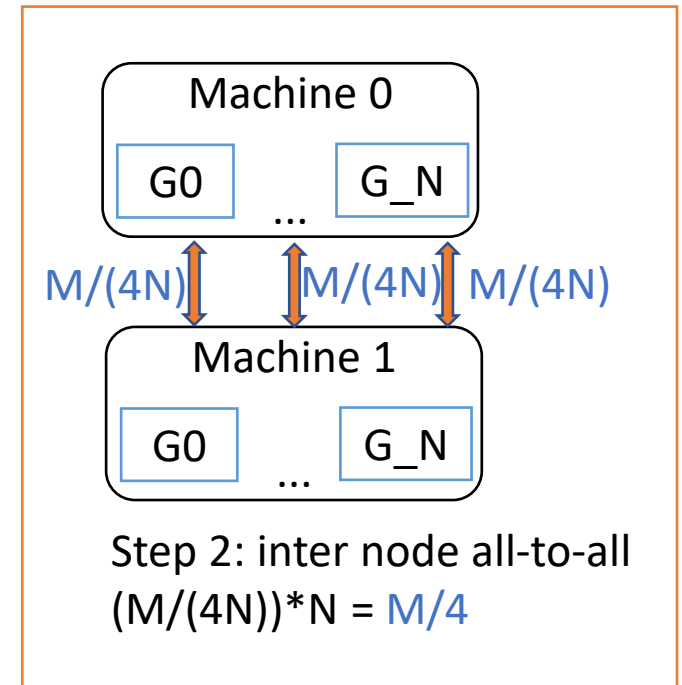 Machine 0
G0 ... G_N
M/(4N) M/(4N) M/(4N)
Machine 1
G0 ... G_N
Step 2: inter node all-to-all
(M/(4N))*N = M/4